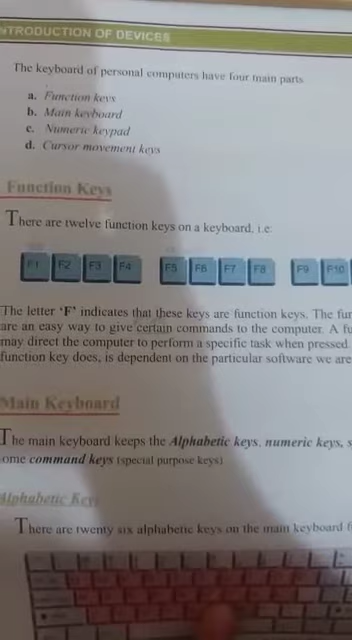 NTRODUCTION OF DEVICES
The keyboard of personal computers have four main parts
a. Function keys
b. Main keyboard
c. Numeric keypad
d. Cursor movement keys
Function Keys
There are twelve function keys on a keyboard, i.e.
F1 F2 F3 F4 F5 F6 F7 F8 F9 F10
The letter 'F' indicates that these keys are function keys. The fur
are an easy way to give certain commands to the computer. A fu
may direct the computer to perform a specific task when pressed.
function key does, is dependent on the particular software we are
Main Keyboard
The main keyboard keeps the Alphabetic keys, numeric keys, s
ome command keys (special purpose keys)
Alphabetic Keys
There are twenty six alphabetic keys on the main keyboard f